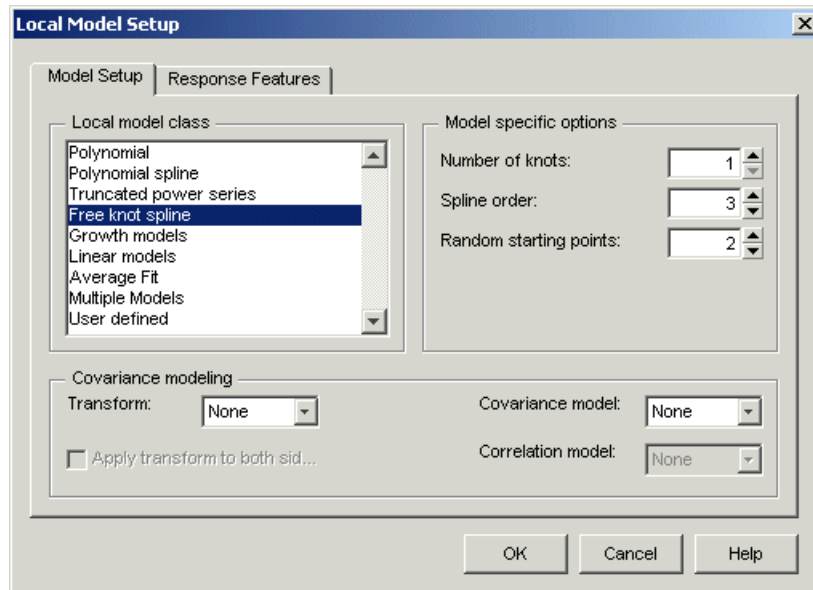 Local Model Setup
Model Setup
Response Features
Local model class
Polynomial
Polynomial spline
Truncated power series
Free knot spline
Growth models
Linear models
Average Fit
Multiple Models
User defined
Model specific options
Number of knots: 1
Spline order: 3
Random starting points: 2
Covariance modeling
Transform: None
Apply transform to both sid...
Covariance model: None
Correlation model: None
OK
Cancel
Help